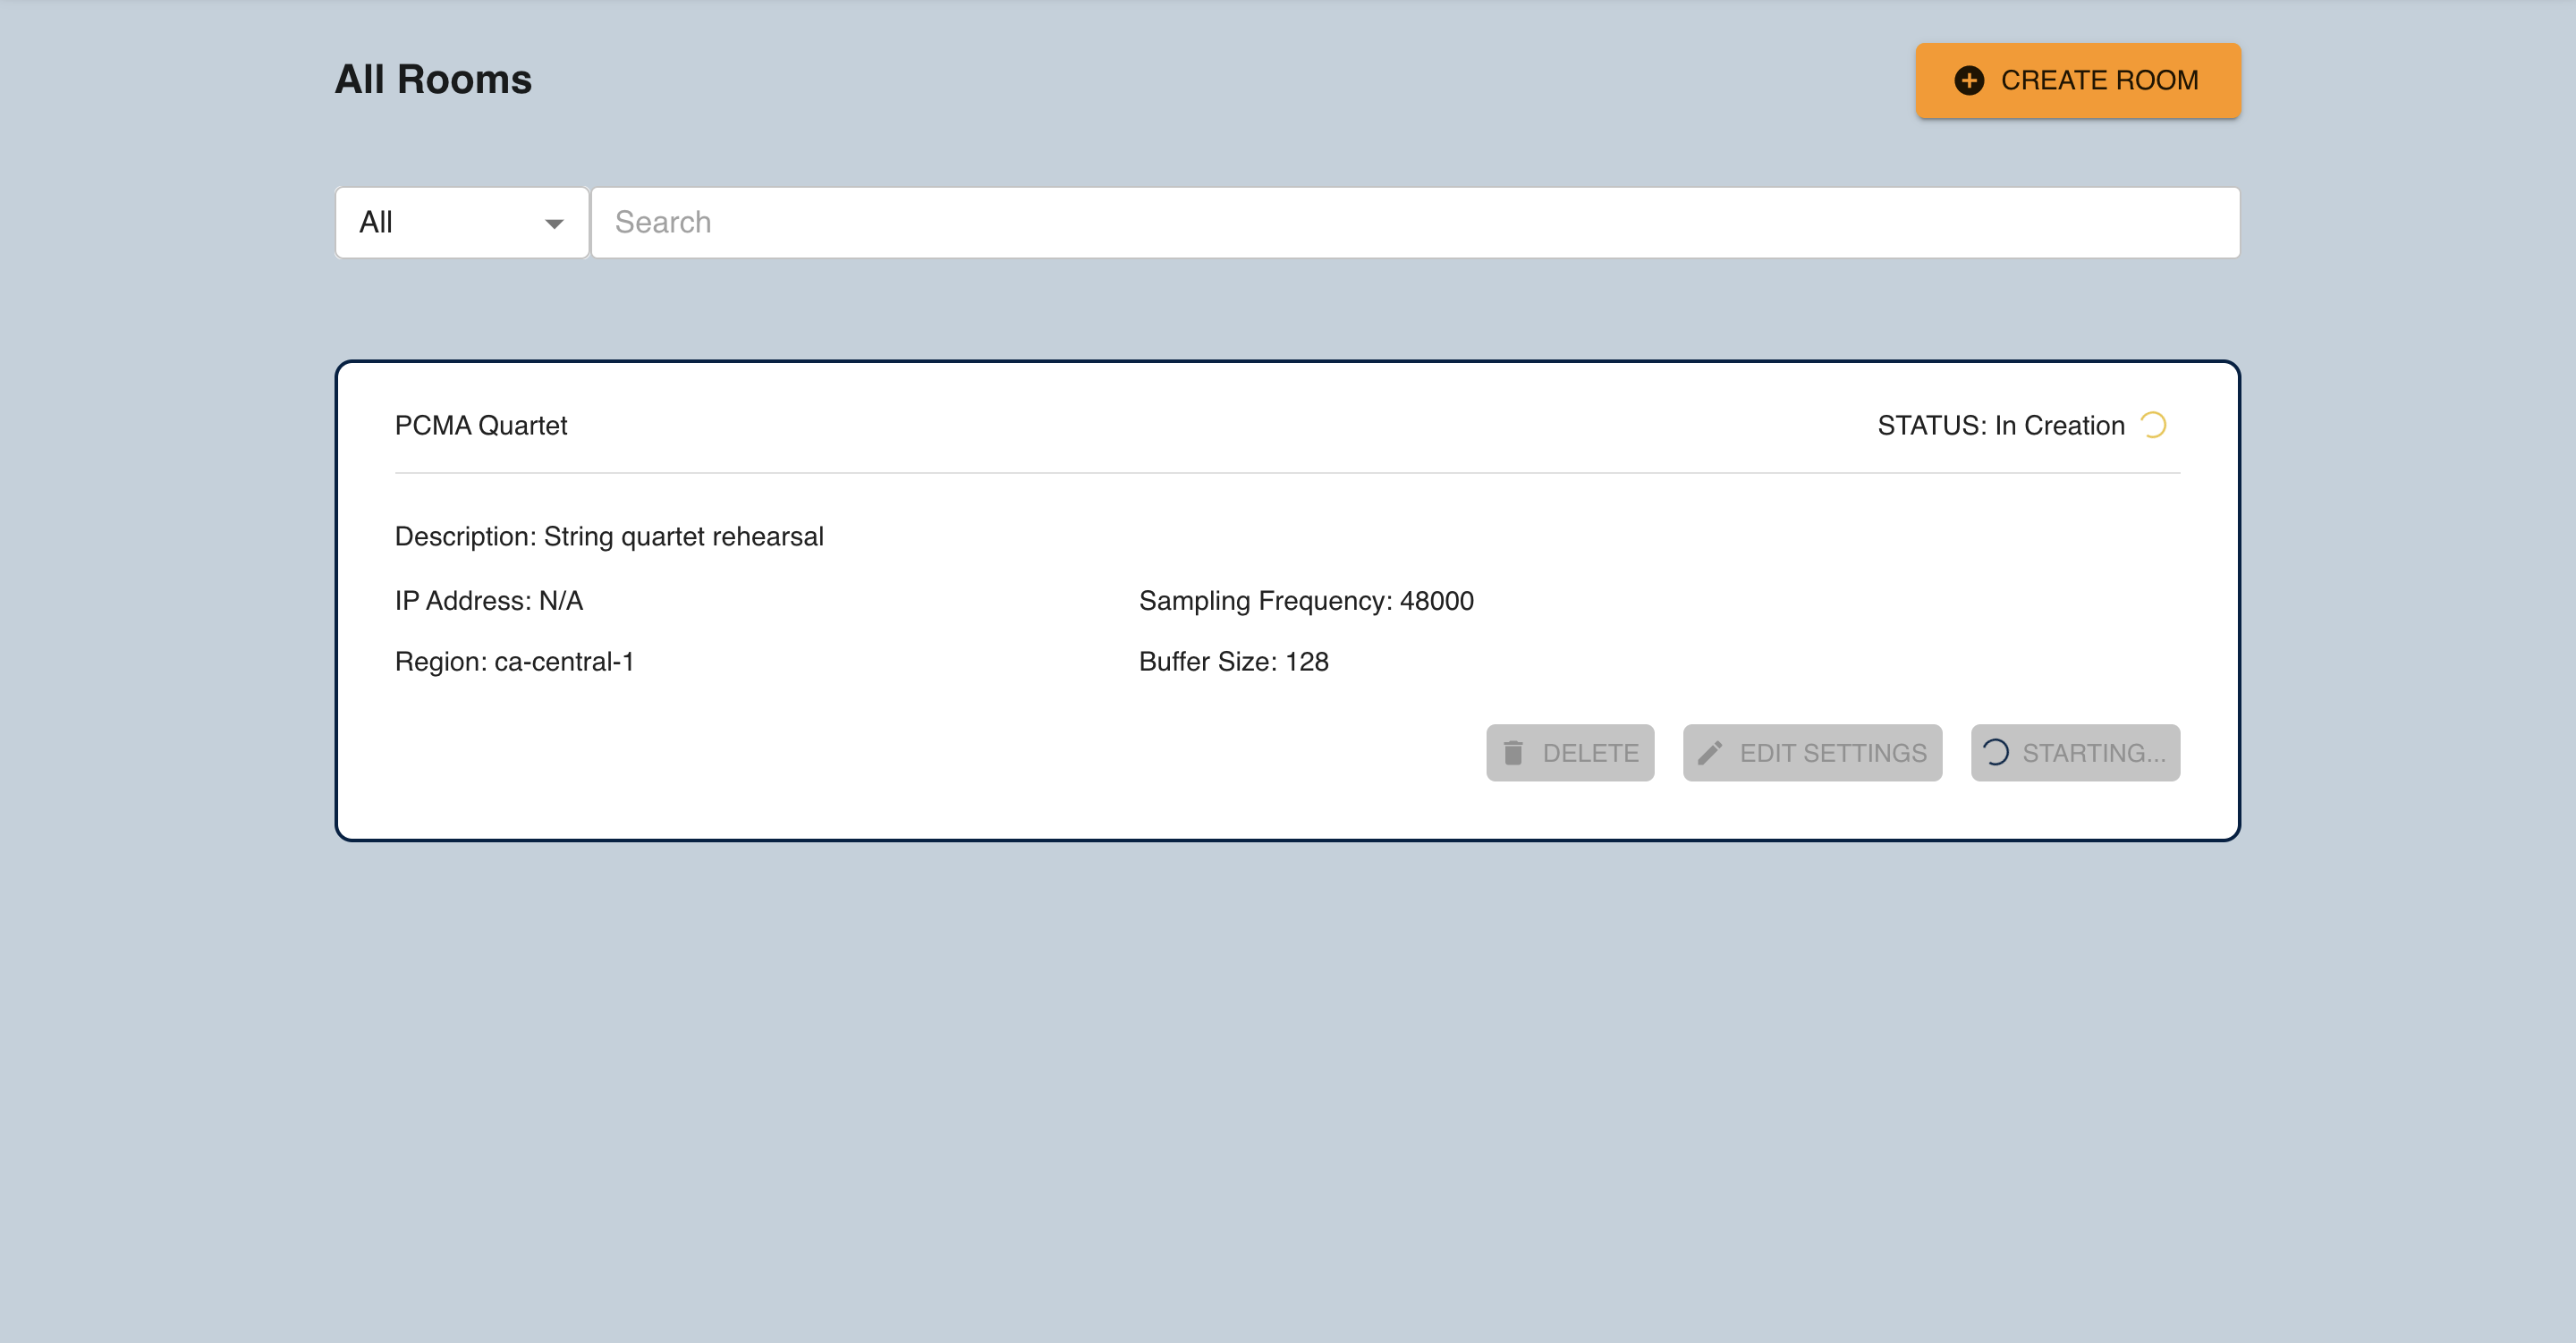 All Rooms
CREATE ROOM
All
Search
PCMA Quartet
STATUS: In Creation
Description: String quartet rehearsal
IP Address: N/A
Sampling Frequency: 48000
Region: ca-central-1
Buffer Size: 128
DELETE
EDIT SETTINGS
STARTING...